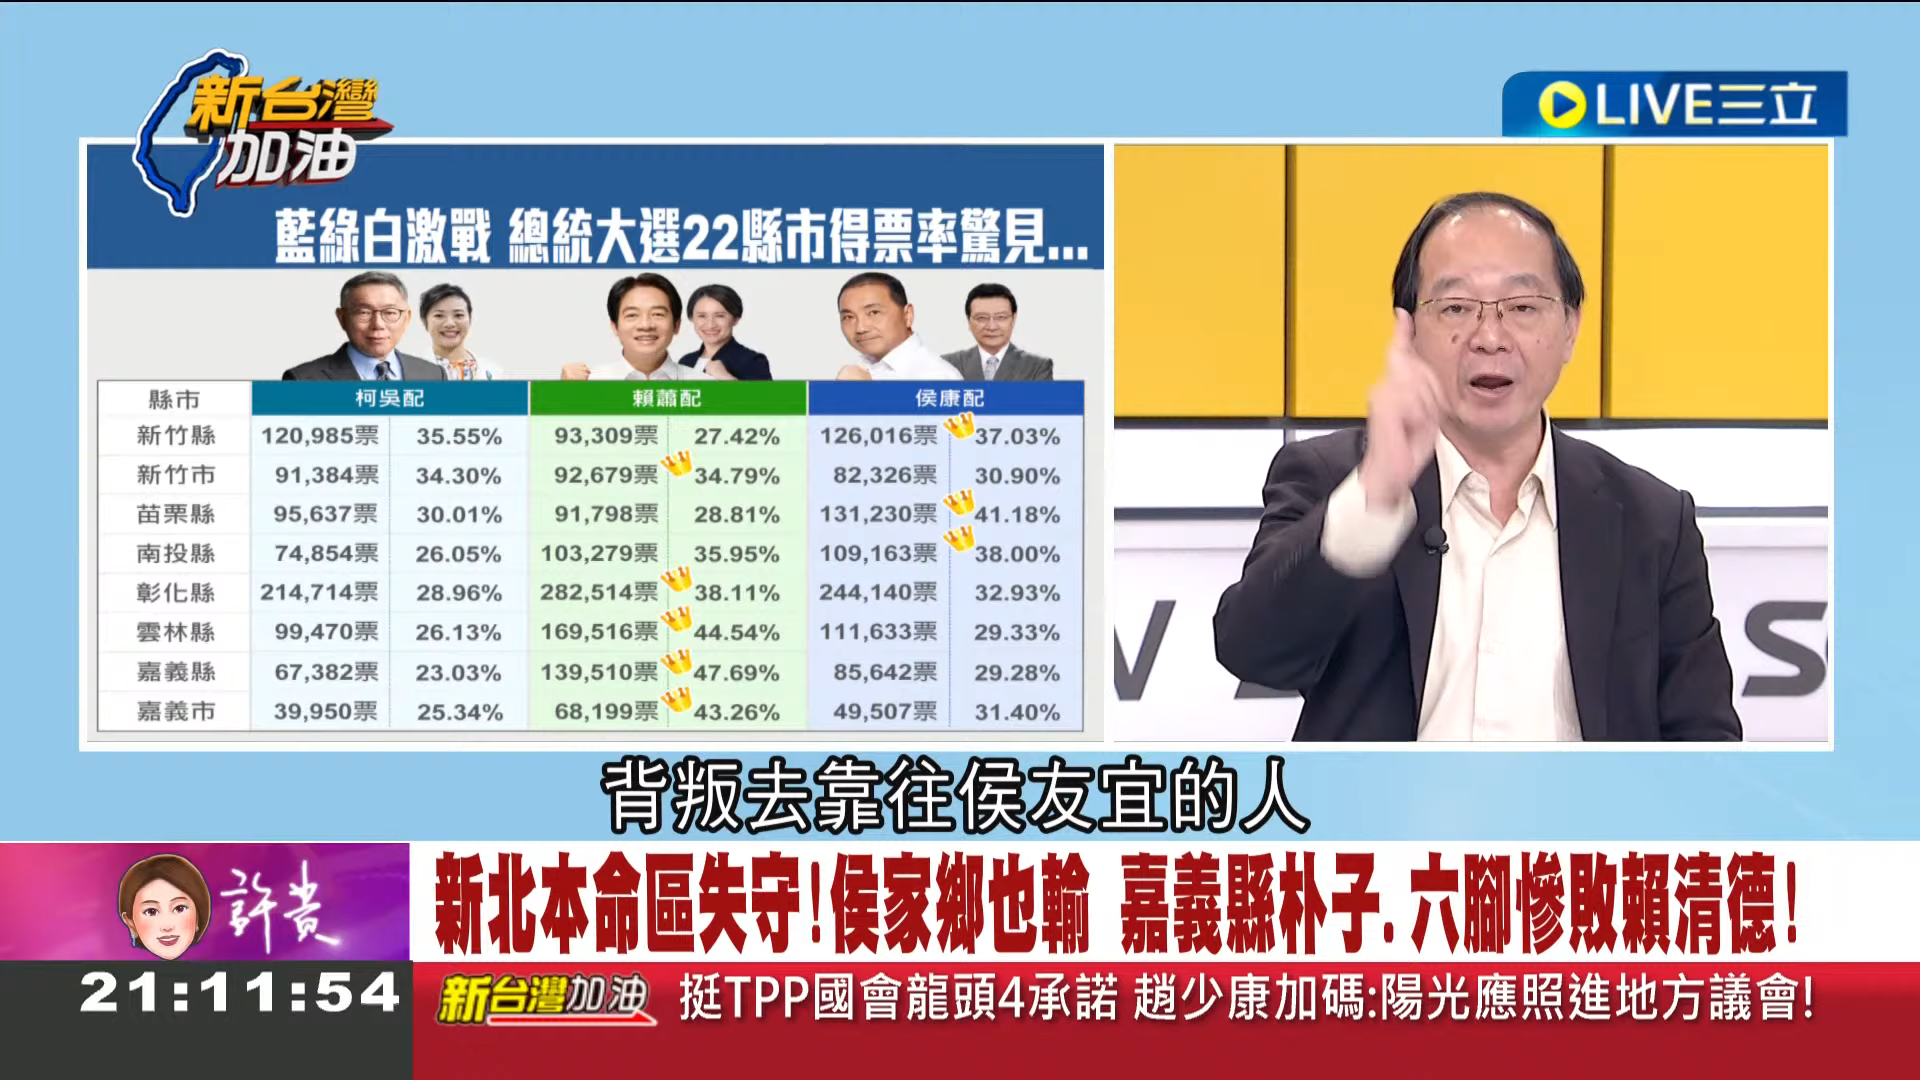 新台灣
加油
LIVE三立
藍綠白激戰 總統大選22縣市得票率驚見...
縣市 柯吳配 賴蕭配 侯康配
新竹縣 120,985票 35.55% 93,309票 27.42% 126,016票 37.03%
新竹市 91,384票 34.30% 92,679票 34.79% 82,326票 30.90%
苗栗縣 95,637票 30.01% 91,798票 28.81% 131,230票 41.18%
南投縣 74,854票 26.05% 103,279票 35.95% 109,163票 38.00%
彰化縣 214,714票 28.96% 282,514票 38.11% 244,140票 32.93%
雲林縣 99,470票 26.13% 169,516票 44.54% 111,633票 29.33%
嘉義縣 67,382票 23.03% 139,510票 47.69% 85,642票 29.28%
嘉義市 39,950票 25.34% 68,199票 43.26% 49,507票 31.40%
背叛去靠往侯友宜的人
許貴
新北本命區失守!侯家鄉也輸 嘉義縣朴子.六腳慘敗賴清德!
21:11:54
新台灣加油 挺TPP國會龍頭4承諾 趙少康加碼:陽光應照進地方議會!